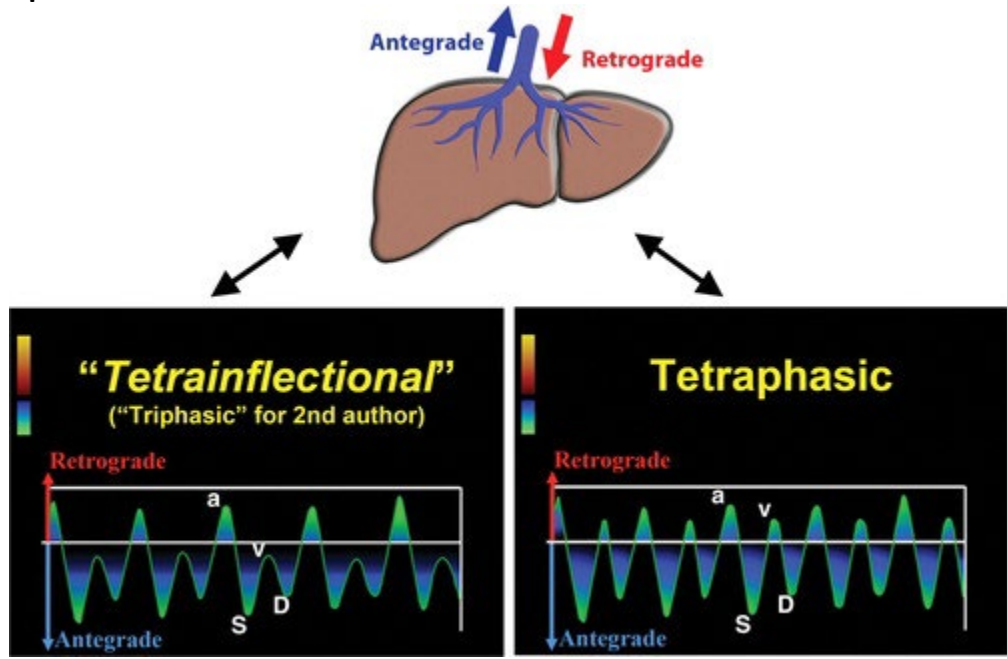 Antegrade
Retrograde
“Tetrainflectional”
(“Triphasic” for 2nd author)
Retrograde
a
v
S
D
Antegrade
Tetraphasic
Retrograde
a
v
S
D
Antegrade